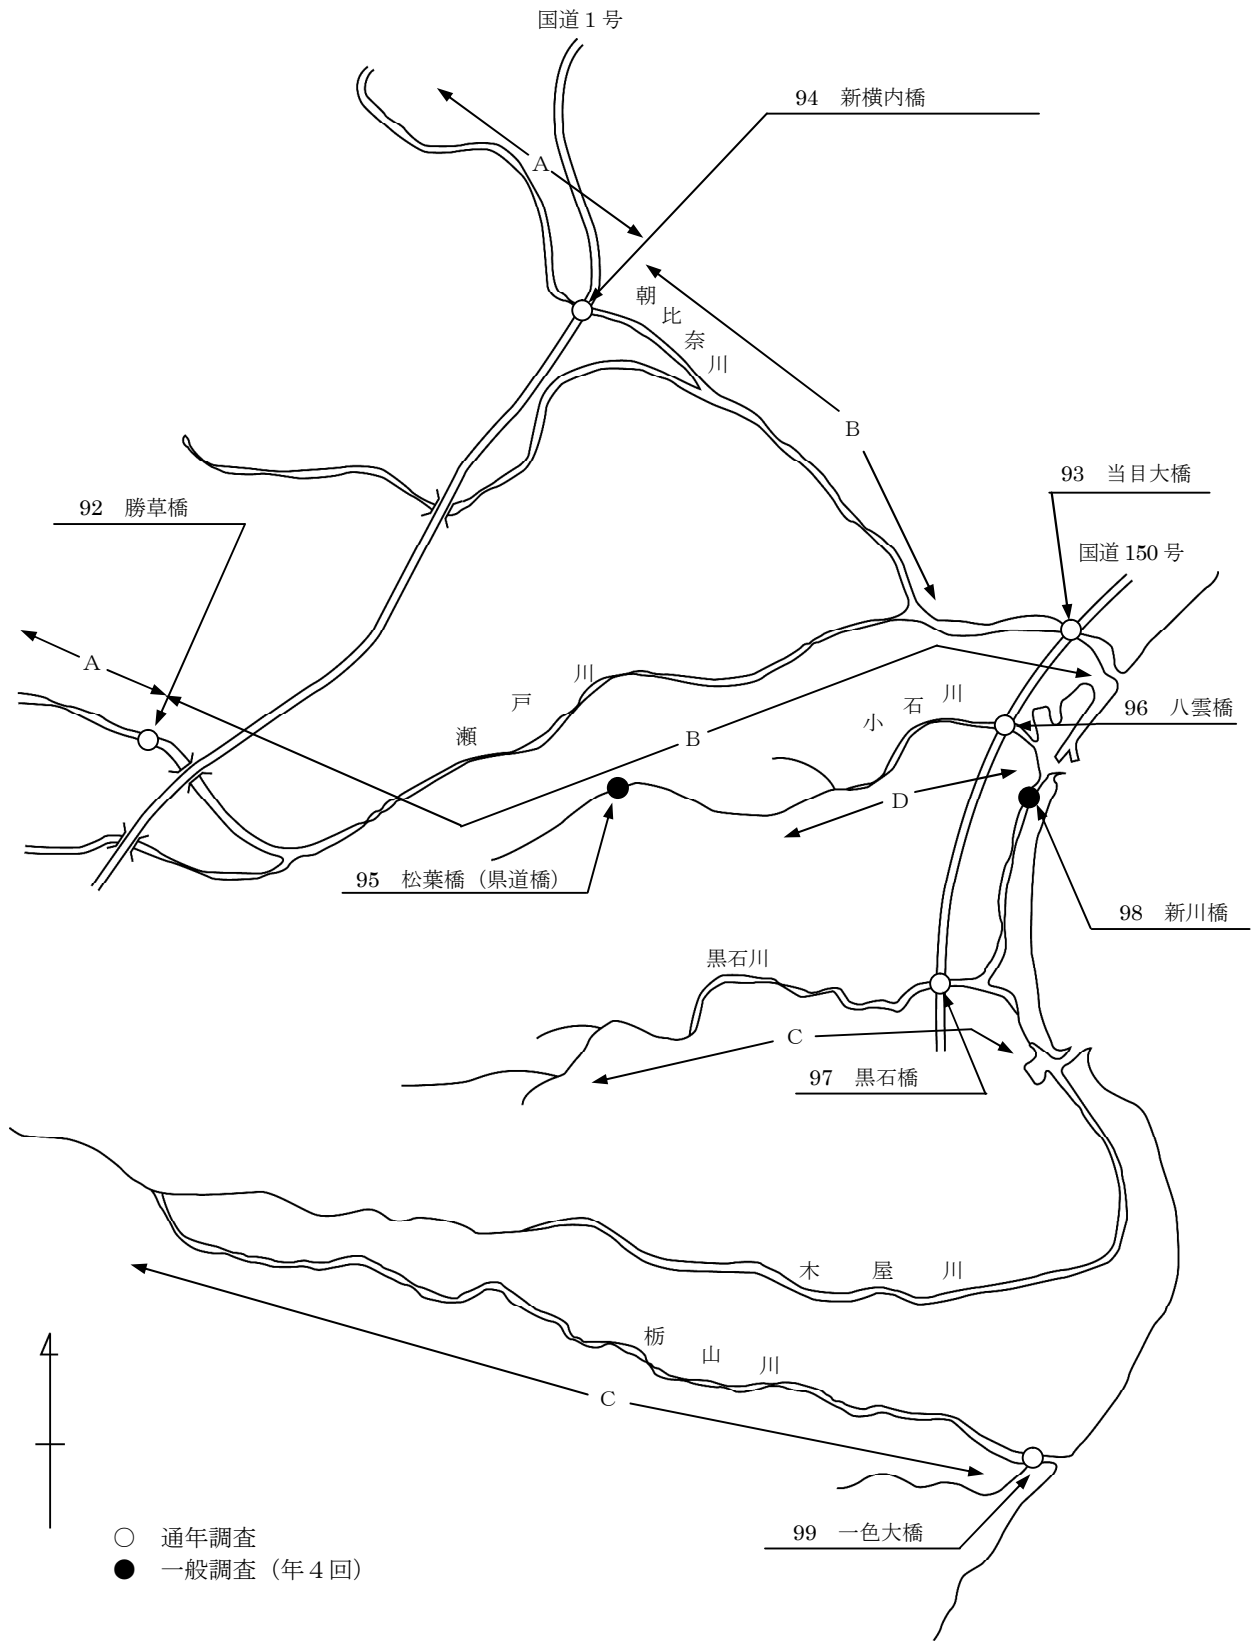 国道1号
94　新横内橋
A
朝比奈川
B
93　当目大橋
92　勝草橋
国道150号
A
瀬戸川
小石川
96　八雲橋
B
D
95　松葉橋（県道橋）
98　新川橋
黒石川
C
97　黒石橋
木屋川
栃山川
C
99　一色大橋
○　通年調査
●　一般調査（年４回）